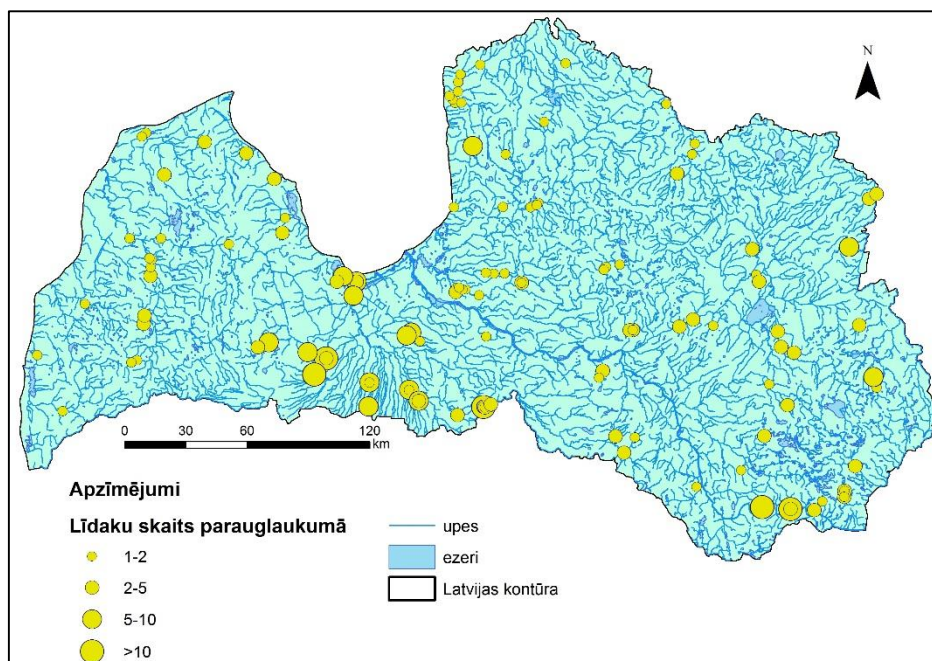 N
0 30 60 120
km
Apzīmējumi
Līdaku skaits parauglaukumā
1-2
2-5
5-10
>10
upes
ezeri
Latvijas kontūra